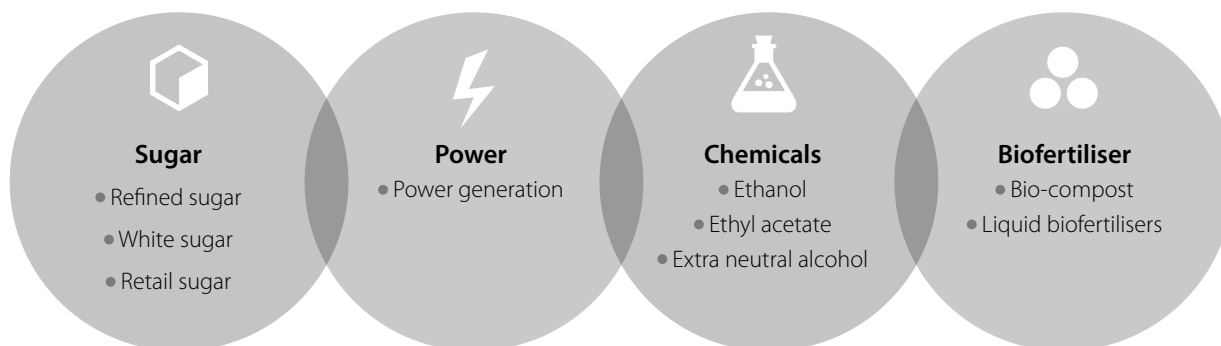 Sugar
• Refined sugar
• White sugar
• Retail sugar
Power
• Power generation
Chemicals
• Ethanol
• Ethyl acetate
• Extra neutral alcohol
Biofertiliser
• Bio-compost
• Liquid biofertilisers